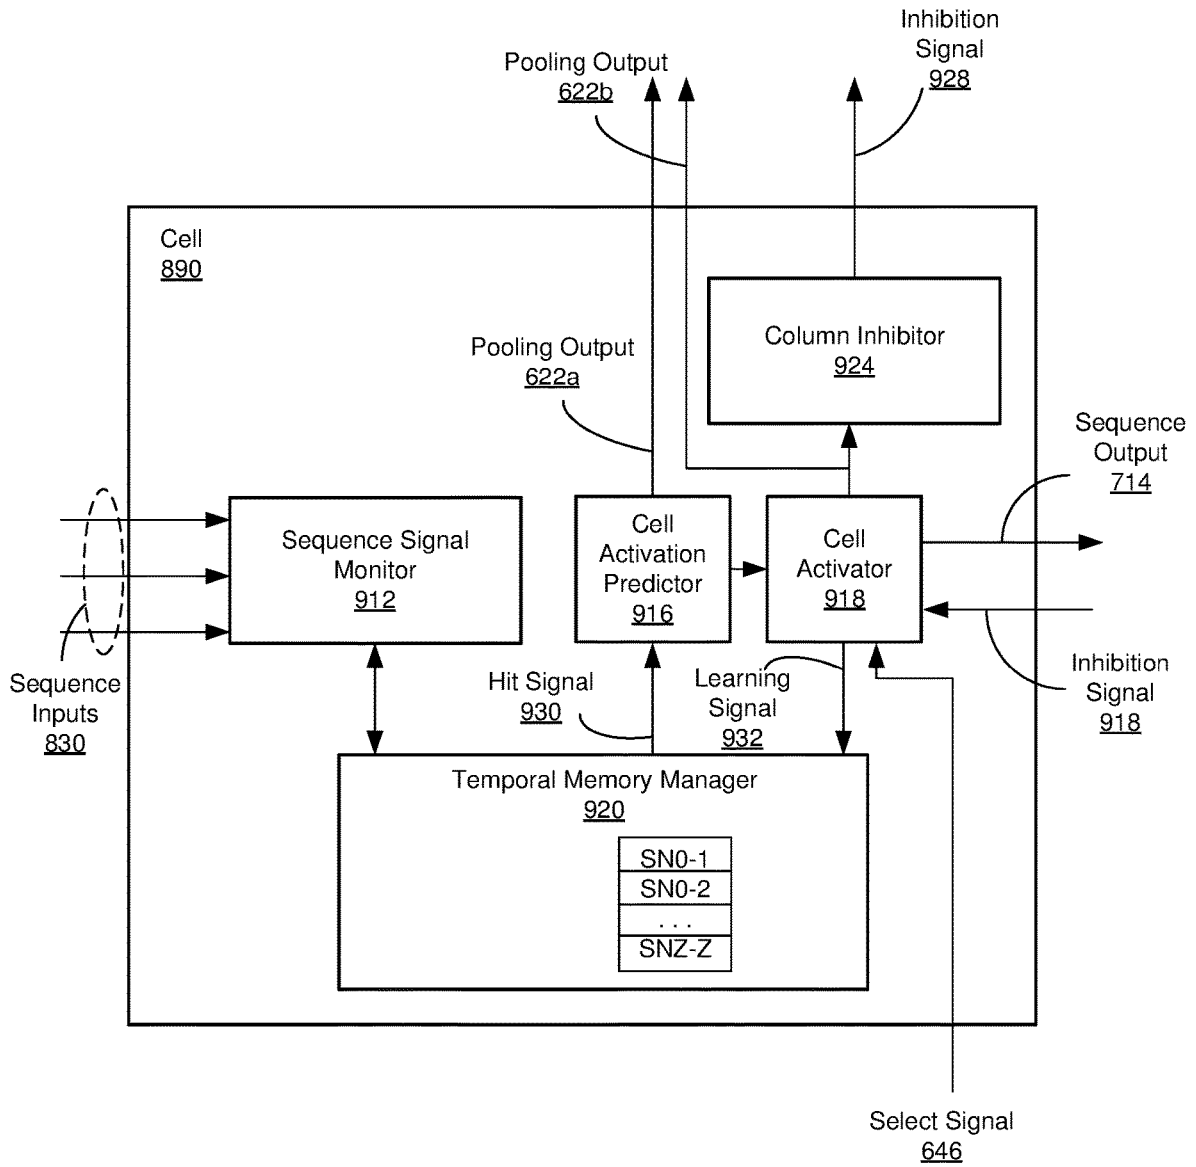 Inhibition
Signal
928
Pooling Output
622b
Cell
890
Column Inhibitor
924
Pooling Output
622a
Sequence
Output
714
Sequence Signal
Monitor
912
Cell
Activation
Predictor
916
Cell
Activator
918
Sequence
Inputs
830
Hit Signal
930
Learning
Signal
932
Inhibition
Signal
918
Temporal Memory Manager
920
SN0-1
SN0-2
. . .
SNZ-Z
Select Signal
646